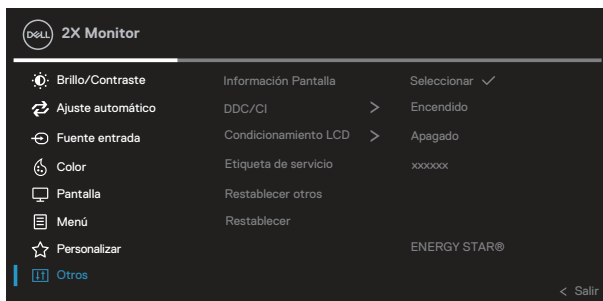 DELL 2X Monitor
Brillo/Contraste Información Pantalla Seleccionar ✓
Ajuste automático DDC/CI > Encendido
Fuente entrada Condicionamiento LCD > Apagado
Color Etiqueta de servicio xxxxxx
Pantalla Restablecer otros
Menú Restablecer
Personalizar ENERGY STAR®
Otros
< Salir